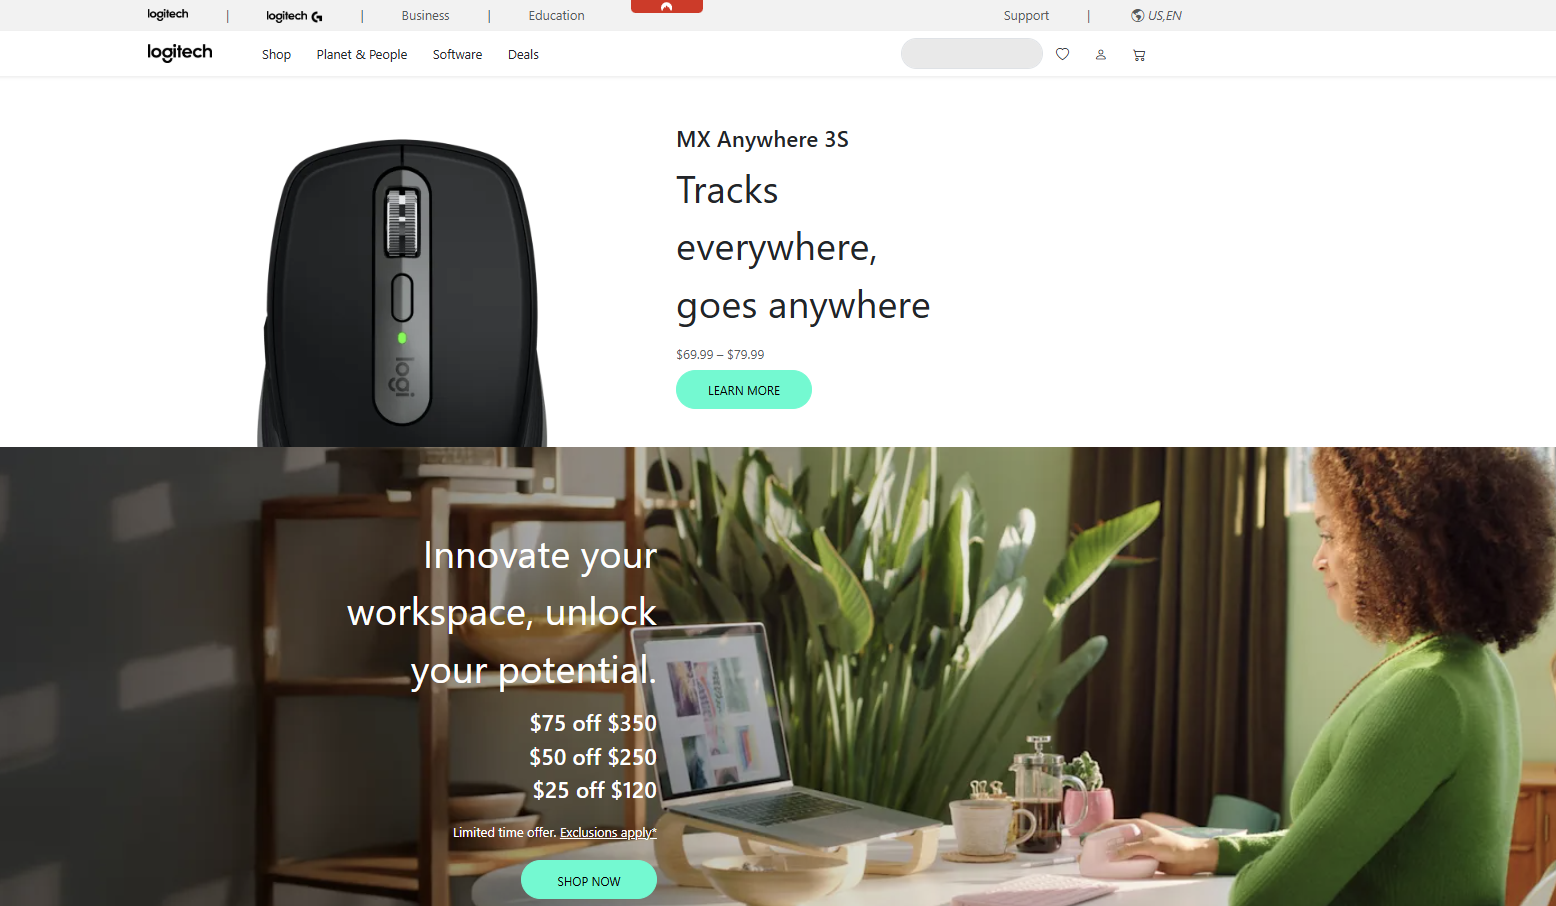 logitech | logitech G | Business | Education Support | US,EN
logitech Shop Planet & People Software Deals
MX Anywhere 3S
Tracks
everywhere,
goes anywhere
$69.99 – $79.99
LEARN MORE
logi
Innovate your
workspace, unlock
your potential.
$75 off $350
$50 off $250
$25 off $120
Limited time offer. Exclusions apply*
SHOP NOW